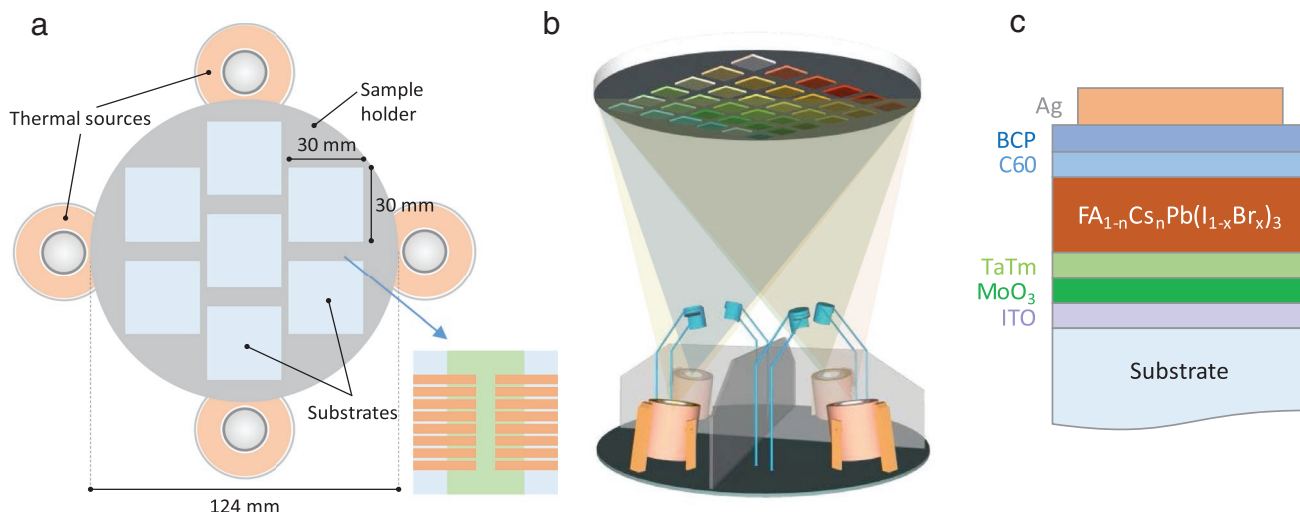 a
Thermal sources
Sample
holder
30 mm
30 mm
Substrates
124 mm
b
c
Ag
BCP
C60
FA₁₋ₙCsₙPb(I₁₋ₓBrₓ)₃
TaTm
MoO₃
ITO
Substrate